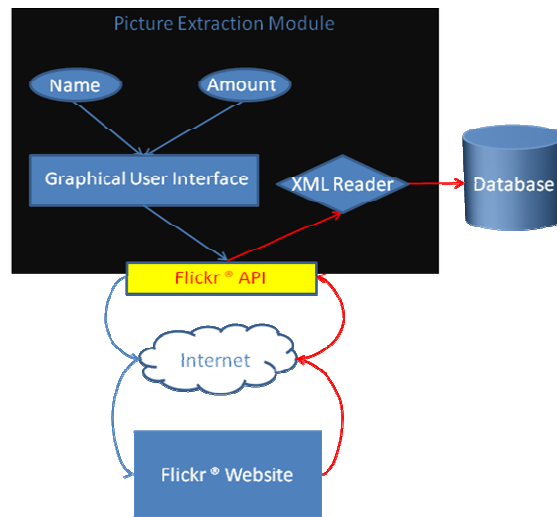 Picture Extraction Module
Name
Amount
Graphical User Interface
XML Reader
Database
Flickr ® API
Internet
Flickr ® Website